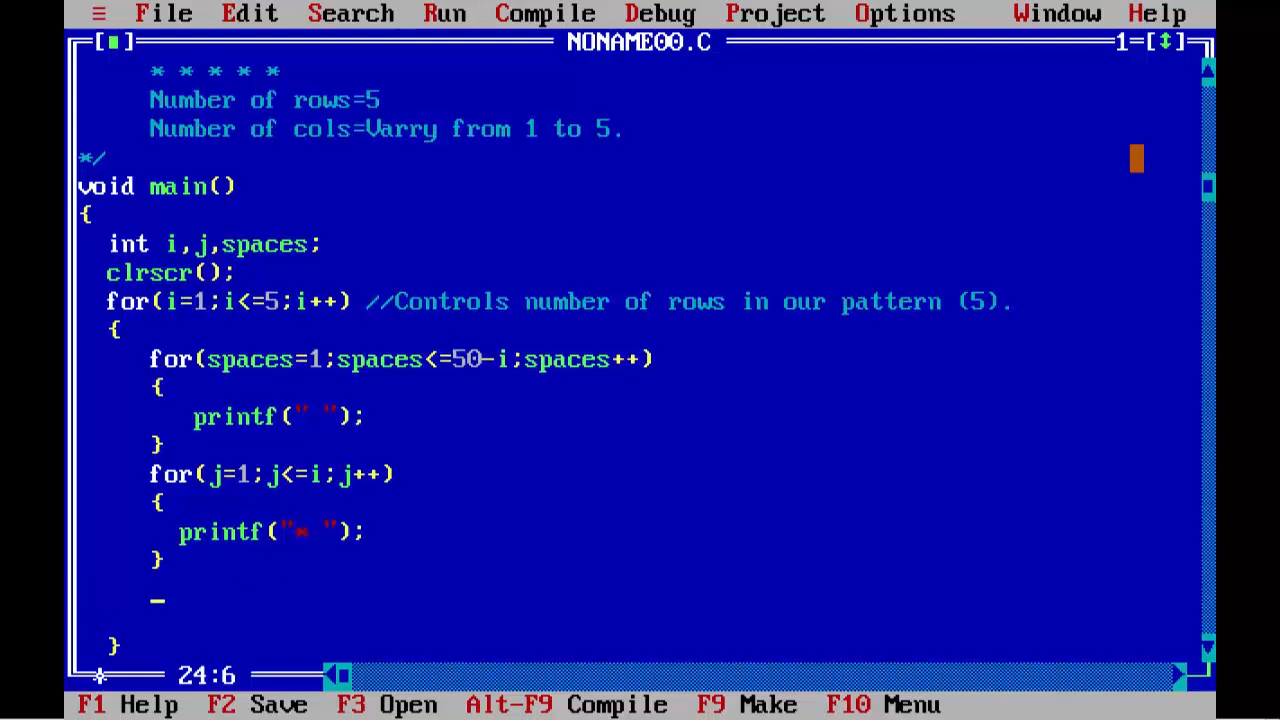 ≡ File Edit Search Run Compile Debug Project Options Window Help
[■] NONAME00.C 1=[↕]
* * * * *
Number of rows=5
Number of cols=Varry from 1 to 5.
*/
void main()
{
int i,j,spaces;
clrscr();
for(i=1;i<=5;i++) //Controls number of rows in our pattern (5).
{
for(spaces=1;spaces<=50-i;spaces++)
{
printf(" ");
}
for(j=1;j<=i;j++)
{
printf("* ");
}
_
}
* 24:6
F1 Help F2 Save F3 Open Alt-F9 Compile F9 Make F10 Menu